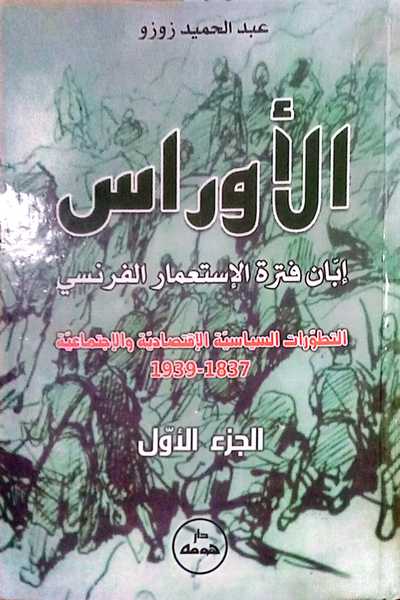 عبد الحميد زوزو
الأوراس
إبّان فترة الإستعمار الفرنسي
التطوّرات السياسيّة الإقتصاديّة والإجتماعيّة
1939-1837
الجزء الأوّل
دار
هومه